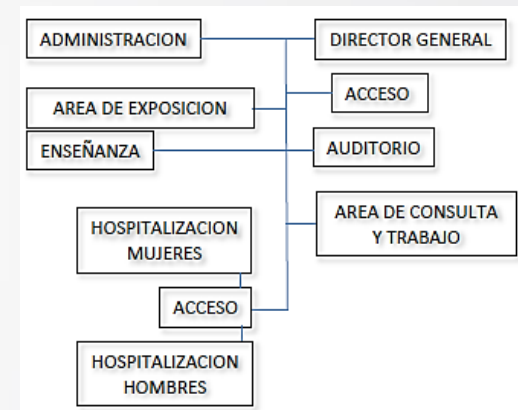 ADMINISTRACION
DIRECTOR GENERAL
ACCESO
AREA DE EXPOSICION
ENSEÑANZA
AUDITORIO
AREA DE CONSULTA
Y TRABAJO
HOSPITALIZACION
MUJERES
ACCESO
HOSPITALIZACION
HOMBRES